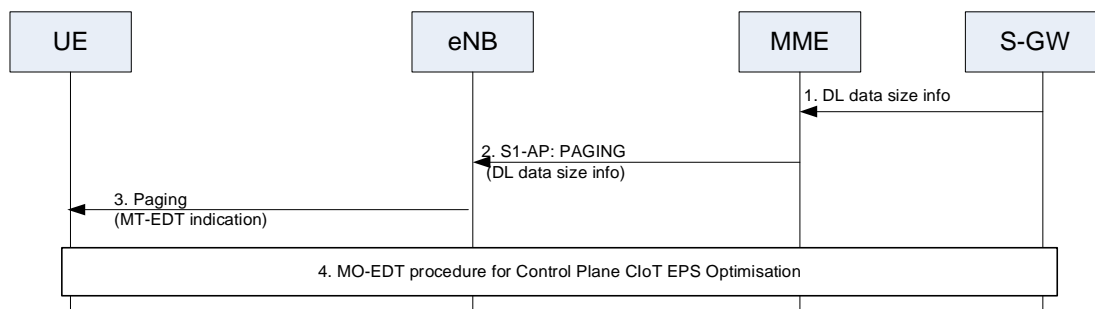 UE
eNB
MME
S-GW
1. DL data size info
2. S1-AP: PAGING
(DL data size info)
3. Paging
(MT-EDT indication)
4. MO-EDT procedure for Control Plane CIoT EPS Optimisation